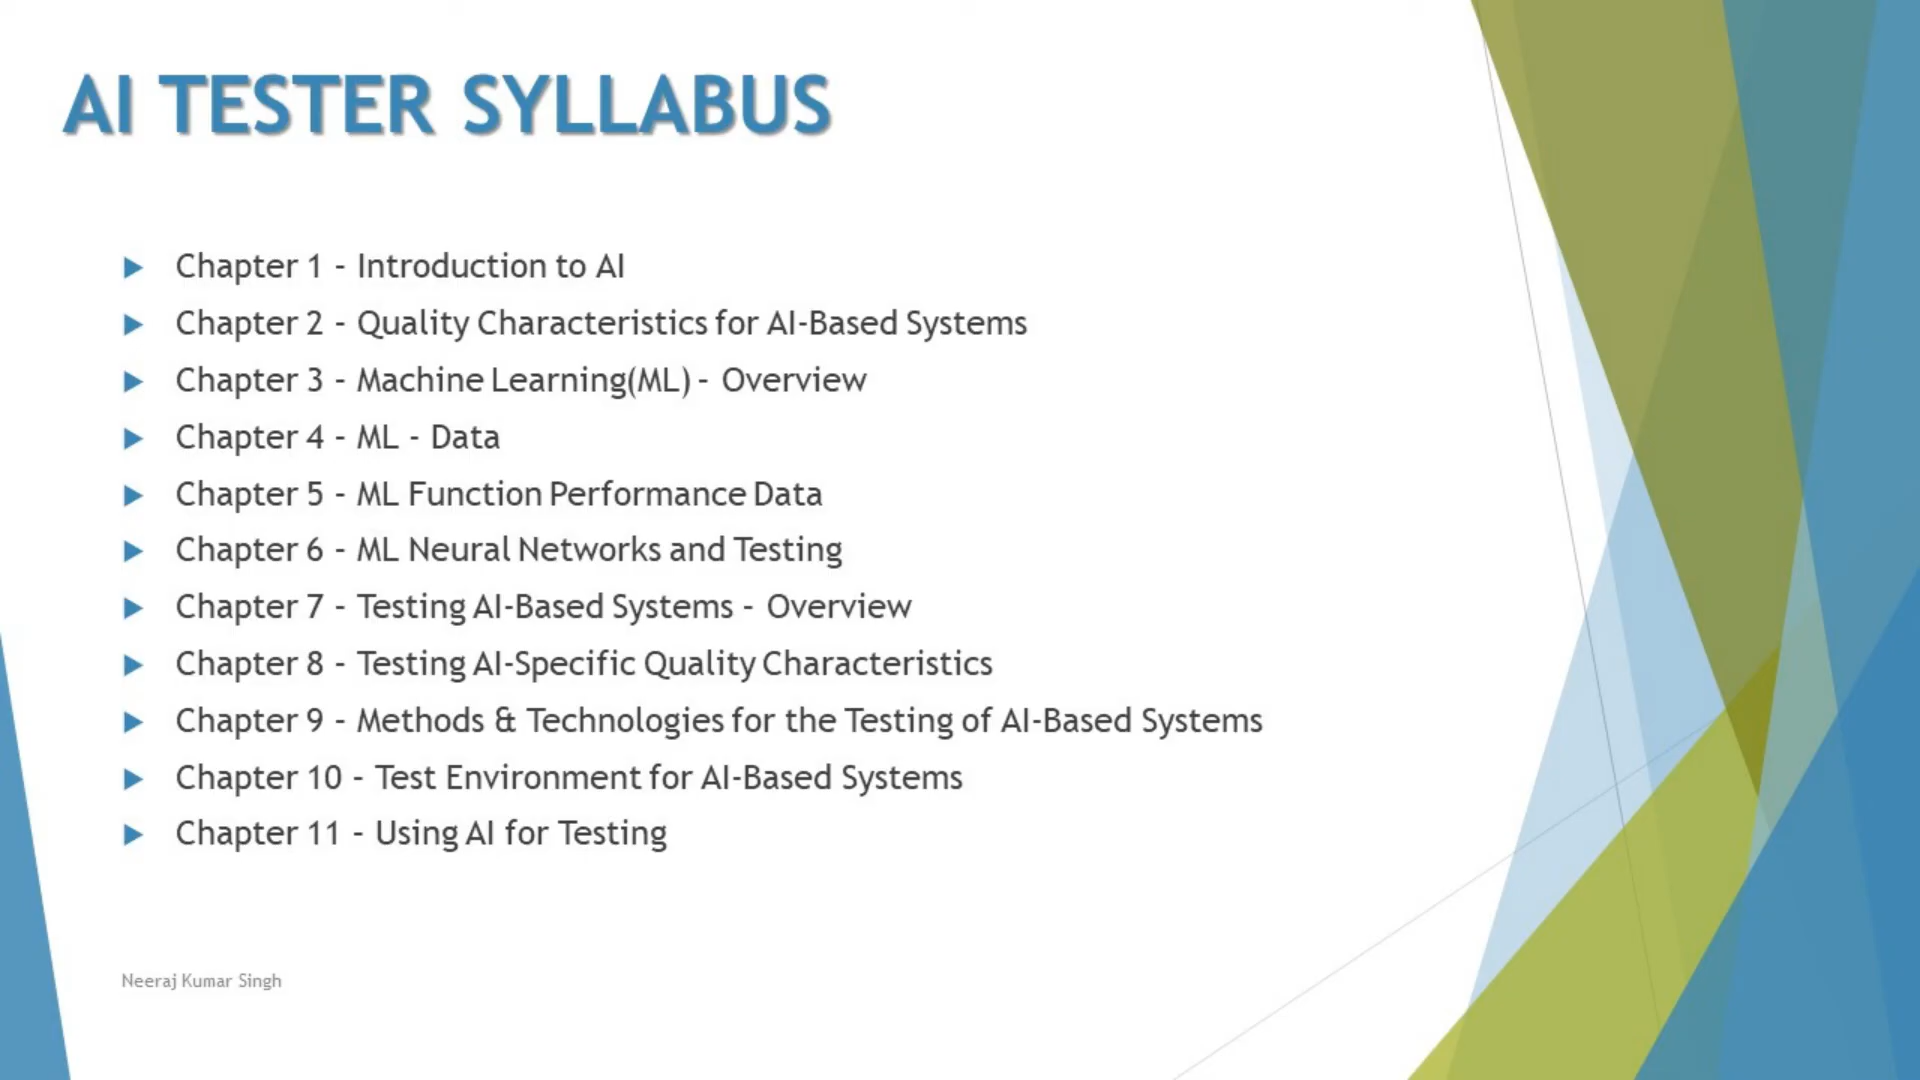 AI TESTER SYLLABUS
Chapter 1 - Introduction to AI
Chapter 2 - Quality Characteristics for AI-Based Systems
Chapter 3 - Machine Learning(ML) - Overview
Chapter 4 - ML - Data
Chapter 5 - ML Function Performance Data
Chapter 6 - ML Neural Networks and Testing
Chapter 7 - Testing AI-Based Systems - Overview
Chapter 8 - Testing AI-Specific Quality Characteristics
Chapter 9 - Methods & Technologies for the Testing of AI-Based Systems
Chapter 10 - Test Environment for AI-Based Systems
Chapter 11 - Using AI for Testing
Neeraj Kumar Singh